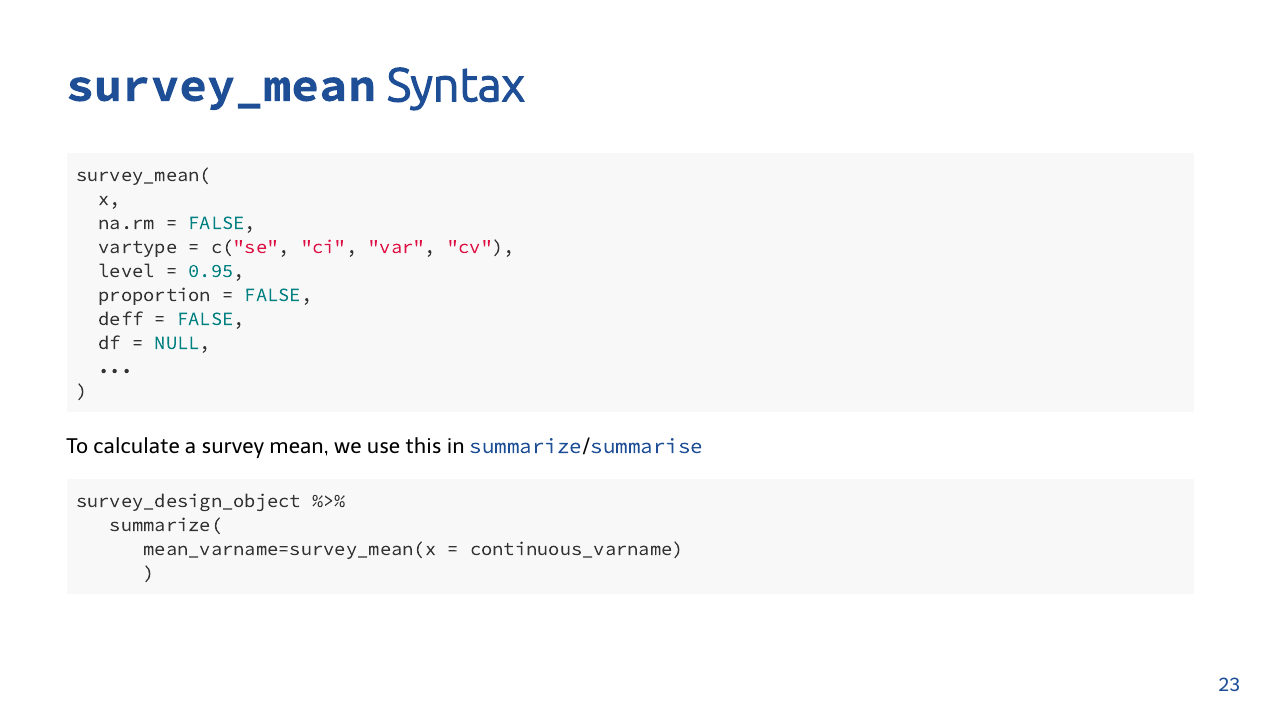 survey_mean Syntax
survey_mean(
  x,
  na.rm = FALSE,
  vartype = c("se", "ci", "var", "cv"),
  level = 0.95,
  proportion = FALSE,
  deff = FALSE,
  df = NULL,
  ...
)
To calculate a survey mean, we use this in summarize/summarise
survey_design_object %>%
   summarize(
      mean_varname=survey_mean(x = continuous_varname)
      )
23